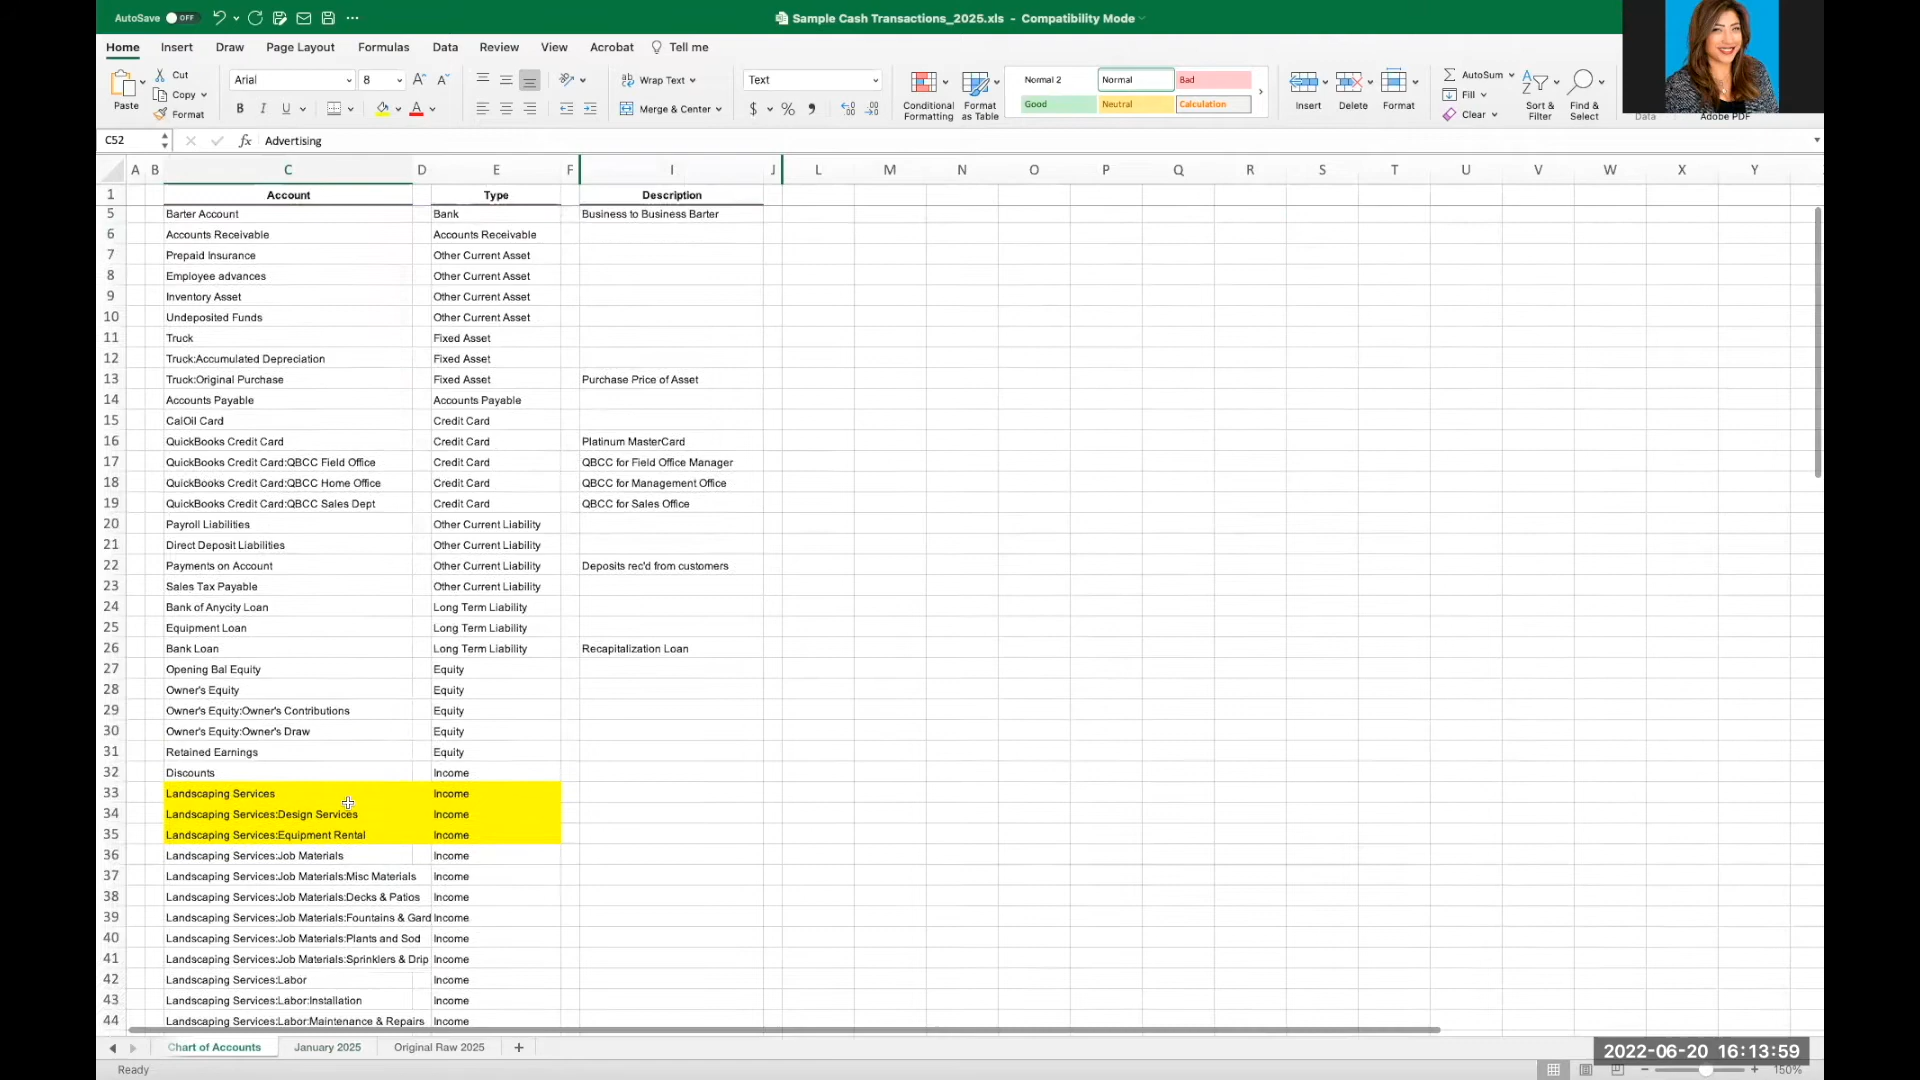 AutoSave OFF Sample Cash Transactions_2025.xls - Compatibility Mode
Home Insert Draw Page Layout Formulas Data Review View Acrobat Tell me
Paste Cut Copy Format
Arial 8 Wrap Text Merge & Center Text
Conditional Formatting Format as Table
Normal 2 Normal Bad
Good Neutral Calculation
Insert Delete Format
AutoSum Fill Clear Sort & Filter Find & Select Data Adobe PDF
C52 fx Advertising
A B C D E F I J L M N O P Q R S T U V W X Y
1 Account Type Description
5 Barter Account Bank Business to Business Barter
6 Accounts Receivable Accounts Receivable
7 Prepaid Insurance Other Current Asset
8 Employee advances Other Current Asset
9 Inventory Asset Other Current Asset
10 Undeposited Funds Other Current Asset
11 Truck Fixed Asset
12 Truck:Accumulated Depreciation Fixed Asset
13 Truck:Original Purchase Fixed Asset Purchase Price of Asset
14 Accounts Payable Accounts Payable
15 CalOil Card Credit Card
16 QuickBooks Credit Card Credit Card Platinum MasterCard
17 QuickBooks Credit Card:QBCC Field Office Credit Card QBCC for Field Office Manager
18 QuickBooks Credit Card:QBCC Home Office Credit Card QBCC for Management Office
19 QuickBooks Credit Card:QBCC Sales Dept Credit Card QBCC for Sales Office
20 Payroll Liabilities Other Current Liability
21 Direct Deposit Liabilities Other Current Liability
22 Payments on Account Other Current Liability Deposits rec'd from customers
23 Sales Tax Payable Other Current Liability
24 Bank of Anycity Loan Long Term Liability
25 Equipment Loan Long Term Liability
26 Bank Loan Long Term Liability Recapitalization Loan
27 Opening Bal Equity Equity
28 Owner's Equity Equity
29 Owner's Equity:Owner's Contributions Equity
30 Owner's Equity:Owner's Draw Equity
31 Retained Earnings Equity
32 Discounts Income
33 Landscaping Services Income
34 Landscaping Services:Design Services Income
35 Landscaping Services:Equipment Rental Income
36 Landscaping Services:Job Materials Income
37 Landscaping Services:Job Materials:Misc Materials Income
38 Landscaping Services:Job Materials:Decks & Patios Income
39 Landscaping Services:Job Materials:Fountains & Gard Income
40 Landscaping Services:Job Materials:Plants and Sod Income
41 Landscaping Services:Job Materials:Sprinklers & Drip Income
42 Landscaping Services:Labor Income
43 Landscaping Services:Labor:Installation Income
44 Landscaping Services:Labor:Maintenance & Repairs Income
Chart of Accounts January 2025 Original Raw 2025 +
2022-06-20 16:13:59
Ready 150%